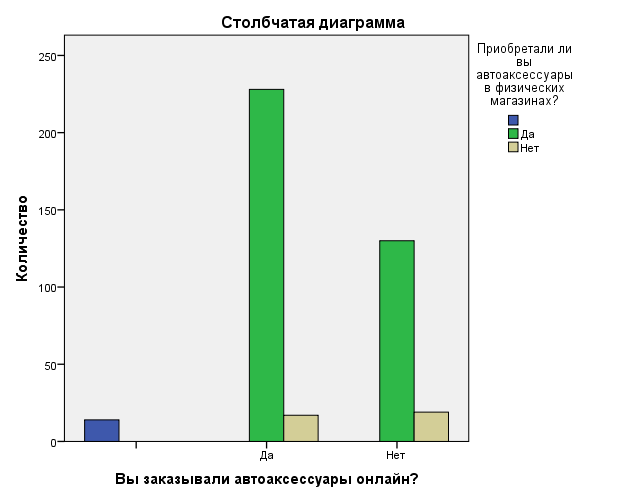 Столбчатая диаграмма
Приобретали ли
вы
автоаксессуары
в физических
магазинах?
Да
Нет
Количество
250
200
150
100
50
0
Да
Нет
Вы заказывали автоаксессуары онлайн?